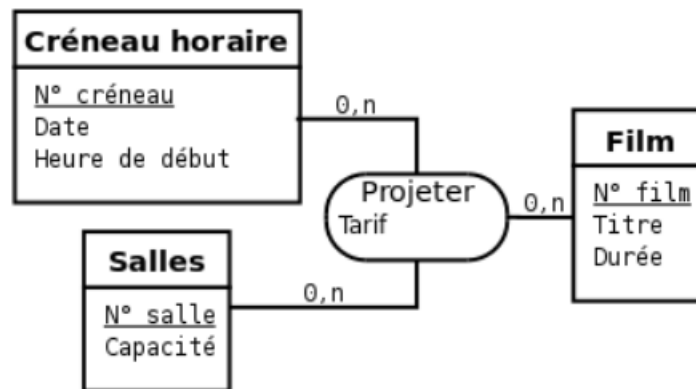 Créneau horaire
N° créneau
Date
Heure de début
0,n
Projeter
Tarif
0,n
Film
N° film
Titre
Durée
Salles
N° salle
Capacité
0,n